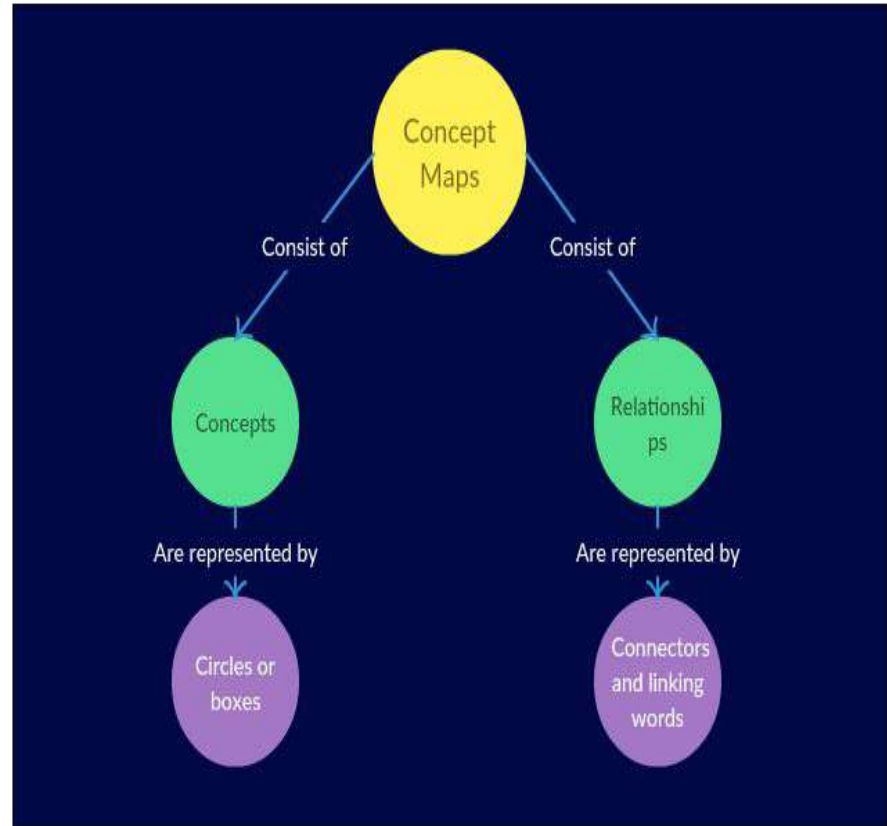 Concept
Maps
Consist of
Consist of
Concepts
Relationshi
ps
Are represented by
Are represented by
Circles or
boxes
Connectors
and linking
words